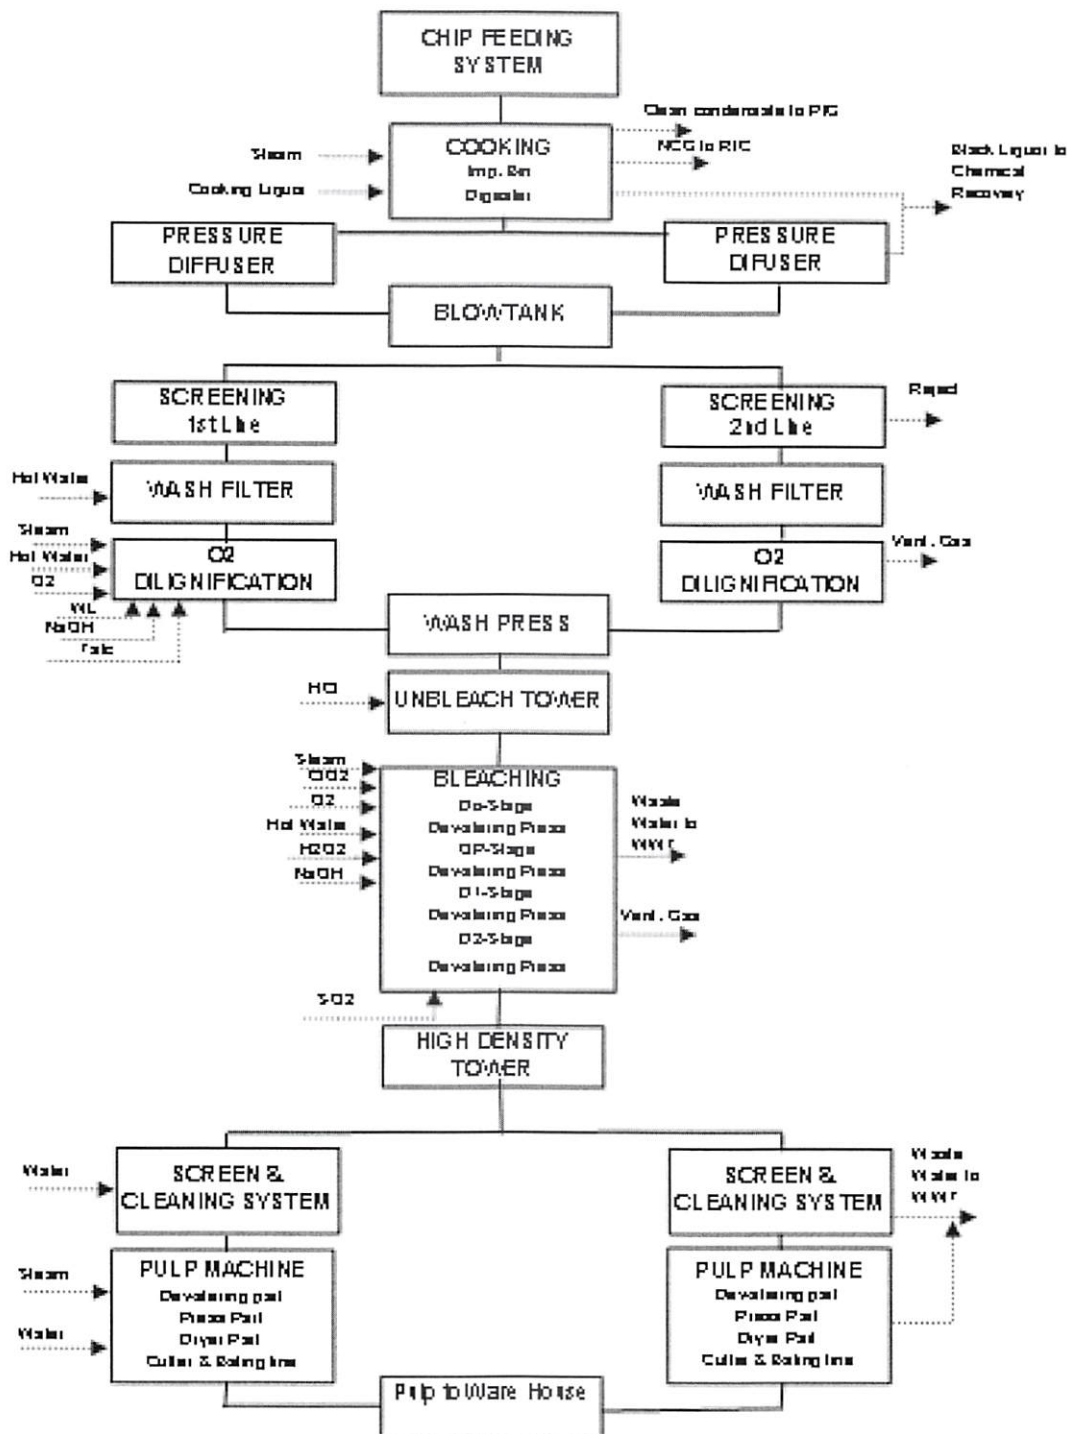 CHIP FEEDING
SYSTEM
Clean condensate to
COOKING
NCG to
Steam
Imp. Bin
Black Liquor to
Chemical
Recovery
Cooking Liquor
Digester
PRESSURE
DIFFUSER
PRESSURE
DIFUSER
BLOWTANK
SCREENING
1st Line
SCREENING
2nd Line
Reject
Hot Water
WASH FILTER
WASH FILTER
Steam
Hot Water
O2
O2
DILIGNIFICATION
O2
DILIGNIFICATION
Vent. Gas
WL
NaOH
Talc
WASH PRESS
HCl
UNBLEACH TOWER
Steam
ClO2
O2
Hot Water
H2O2
NaOH
BLEACHING
Do-Stage
Dewatering Press
OP-Stage
Dewatering Press
D1-Stage
Dewatering Press
D2-Stage
Dewatering Press
Waste
Water to
WWT
Vent. Gas
SO2
HIGH DENSITY
TOWER
Water
SCREEN &
CLEANING SYSTEM
SCREEN &
CLEANING SYSTEM
Waste
Water to
WWT
Steam
Water
PULP MACHINE
Dewatering part
Press Part
Dryer Part
Cutter & Baling line
PULP MACHINE
Dewatering part
Press Part
Dryer Part
Cutter & Baling line
Pulp to Ware House